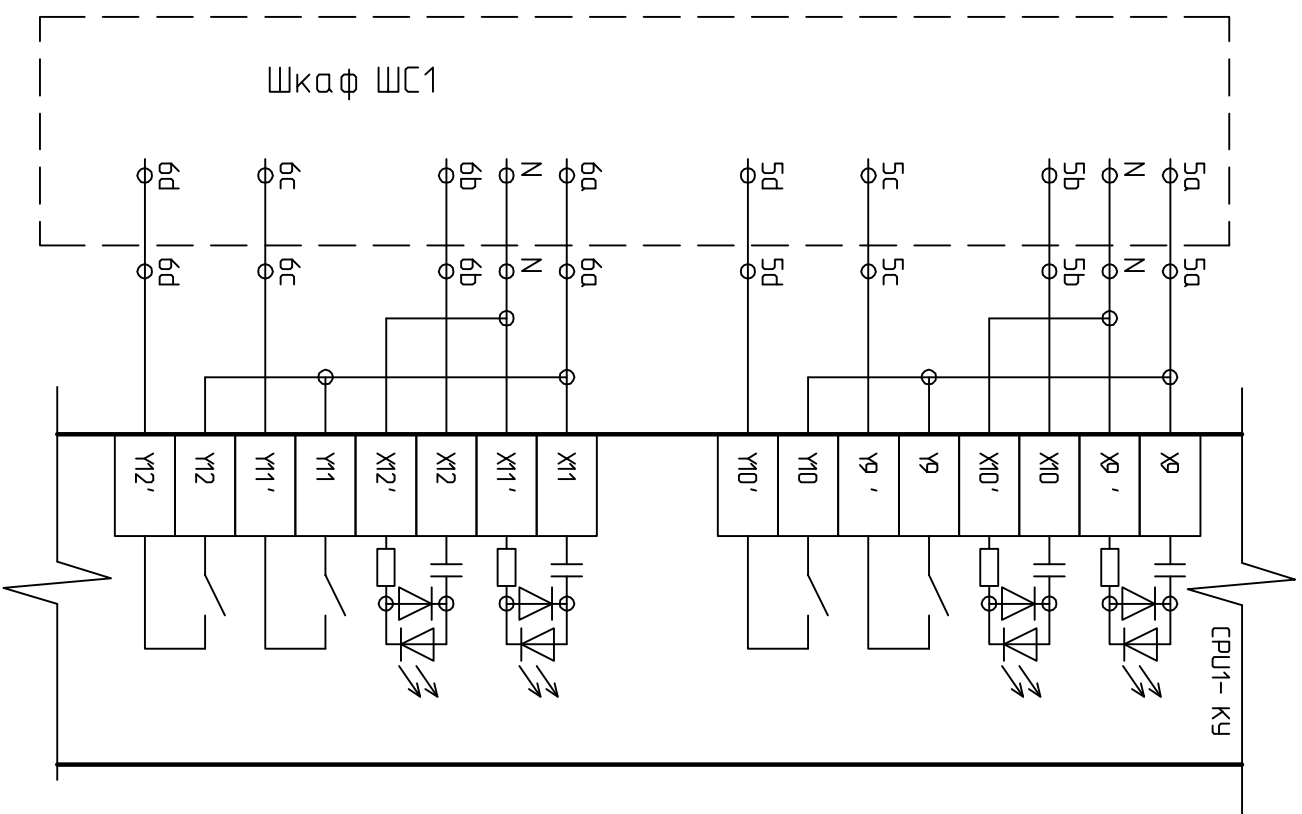 Шкаф ШС1
6d
6c
6b
N
6a
5d
5c
5b
N
5a
6d
6c
6b
N
6a
5d
5c
5b
N
5a
Y12'
Y12
Y11'
Y11
X12'
X12
X11'
X11
Y10'
Y10
Y9'
Y9
X10'
X10
X9'
X9
CPU1- КУ